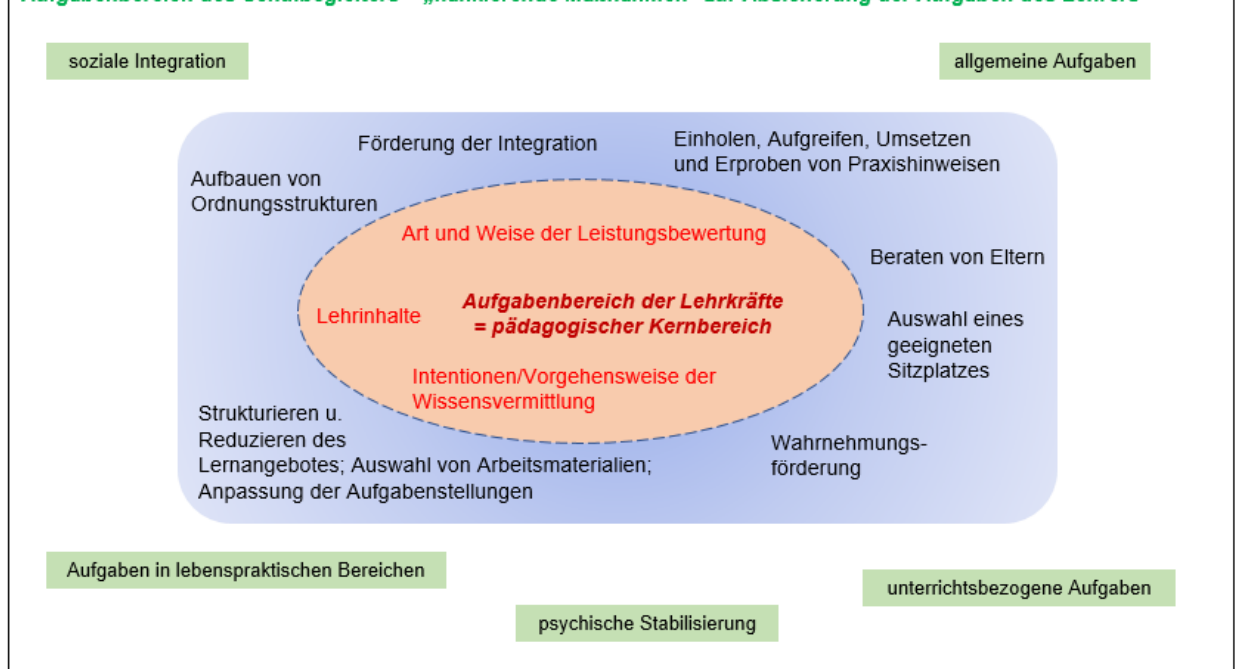 soziale Integration
allgemeine Aufgaben
Förderung der Integration
Einholen, Aufgreifen, Umsetzen
und Erproben von Praxishinweisen
Aufbauen von
Ordnungsstrukturen
Art und Weise der Leistungsbewertung
Beraten von Eltern
Lehrinhalte
Aufgabenbereich der Lehrkräfte
= pädagogischer Kernbereich
Auswahl eines
geeigneten
Sitzplatzes
Intentionen/Vorgehensweise der
Wissensvermittlung
Strukturieren u.
Reduzieren des
Lernangebotes; Auswahl von Arbeitsmaterialien;
Anpassung der Aufgabenstellungen
Wahrnehmungs-
förderung
Aufgaben in lebenspraktischen Bereichen
unterrichtsbezogene Aufgaben
psychische Stabilisierung